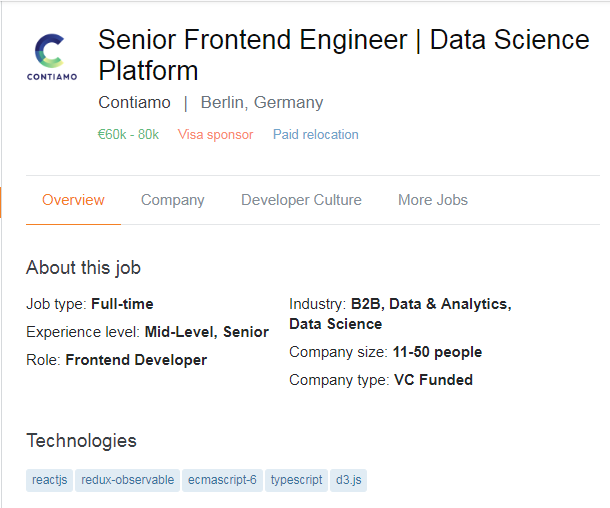 CONTIAMO
Senior Frontend Engineer | Data Science
Platform
Contiamo | Berlin, Germany
€60k - 80k Visa sponsor Paid relocation
Overview Company Developer Culture More Jobs
About this job
Job type: Full-time
Experience level: Mid-Level, Senior
Role: Frontend Developer
Industry: B2B, Data & Analytics,
Data Science
Company size: 11-50 people
Company type: VC Funded
Technologies
reactjs redux-observable ecmascript-6 typescript d3.js